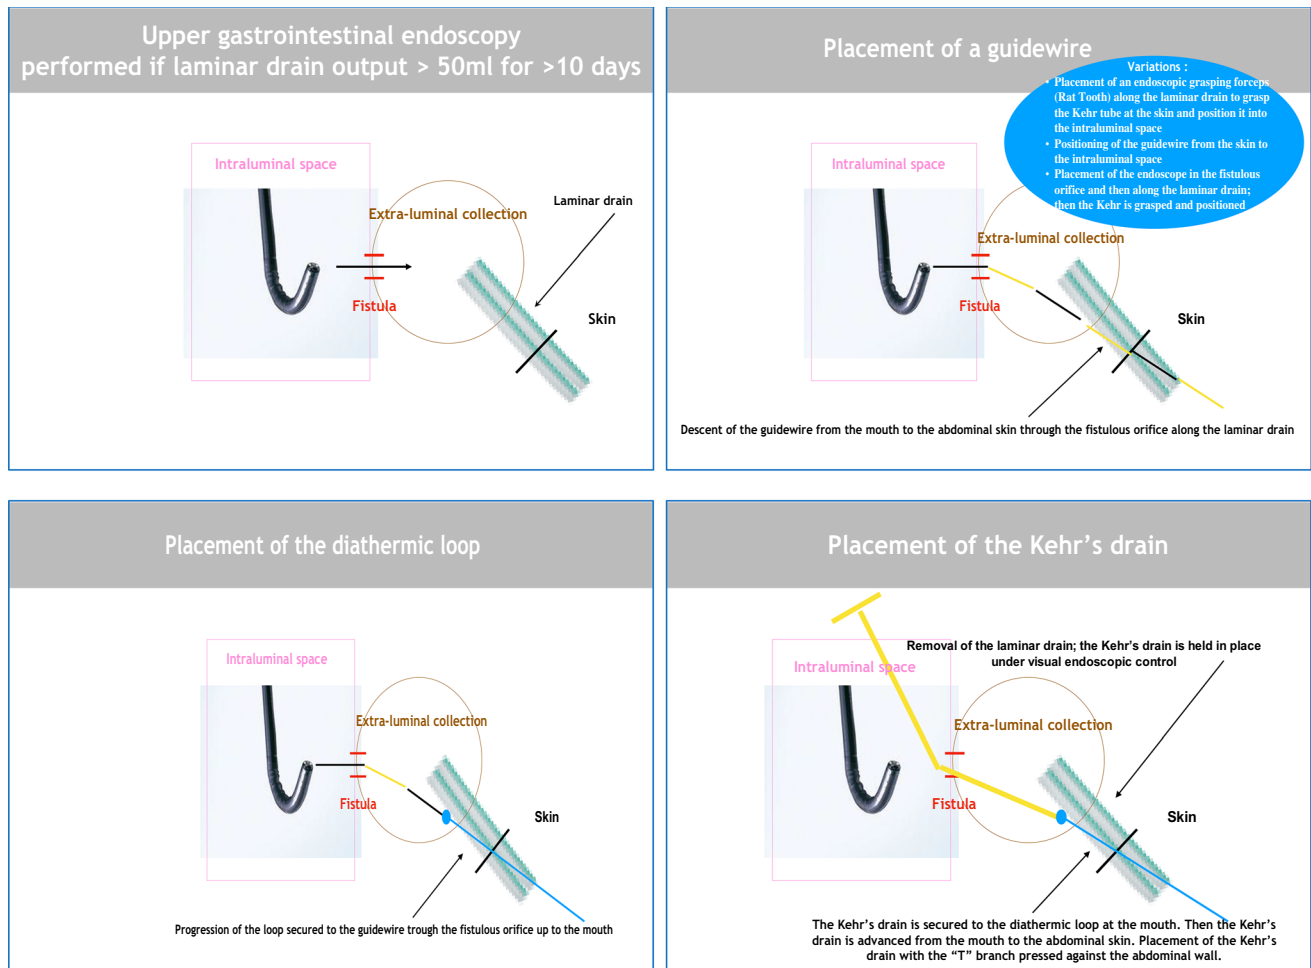 Upper gastrointestinal endoscopy
performed if laminar drain output > 50ml for >10 days
Intraluminal space
Laminar drain
Extra-luminal collection
Fistula
Skin
Placement of a guidewire
Variations :
• Placement of an endoscopic grasping forceps
(Rat Tooth) along the laminar drain to grasp
the Kehr tube at the skin and position it into
the intraluminal space
• Positioning of the guidewire from the skin to
the intraluminal space
• Placement of the endoscope in the fistulous
orifice and then along the laminar drain;
then the Kehr is grasped and positioned
Intraluminal space
Extra-luminal collection
Fistula
Skin
Descent of the guidewire from the mouth to the abdominal skin through the fistulous orifice along the laminar drain
Placement of the diathermic loop
Intraluminal space
Extra-luminal collection
Fistula
Skin
Progression of the loop secured to the guidewire trough the fistulous orifice up to the mouth
Placement of the Kehr's drain
Removal of the laminar drain; the Kehr's drain is held in place
under visual endoscopic control
Intraluminal space
Extra-luminal collection
Fistula
Skin
The Kehr's drain is secured to the diathermic loop at the mouth. Then the Kehr's
drain is advanced from the mouth to the abdominal skin. Placement of the Kehr's
drain with the “T” branch pressed against the abdominal wall.